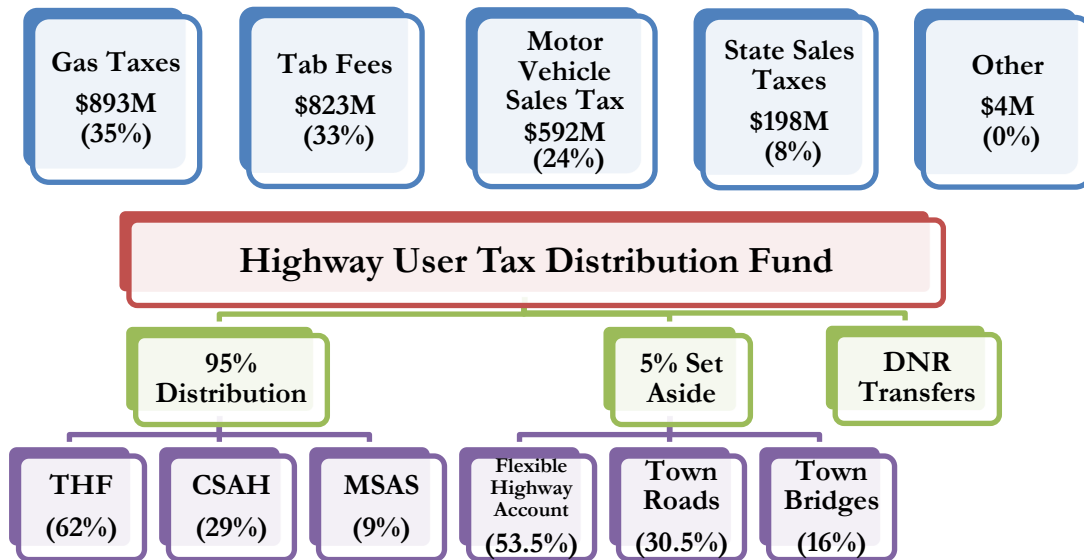 Gas Taxes
$893M
(35%)
Tab Fees
$823M
(33%)
Motor
Vehicle
Sales Tax
$592M
(24%)
State Sales
Taxes
$198M
(8%)
Other
$4M
(0%)
Highway User Tax Distribution Fund
95%
Distribution
5% Set
Aside
DNR
Transfers
THF
(62%)
CSAH
(29%)
MSAS
(9%)
Flexible
Highway
Account
(53.5%)
Town
Roads
(30.5%)
Town
Bridges
(16%)